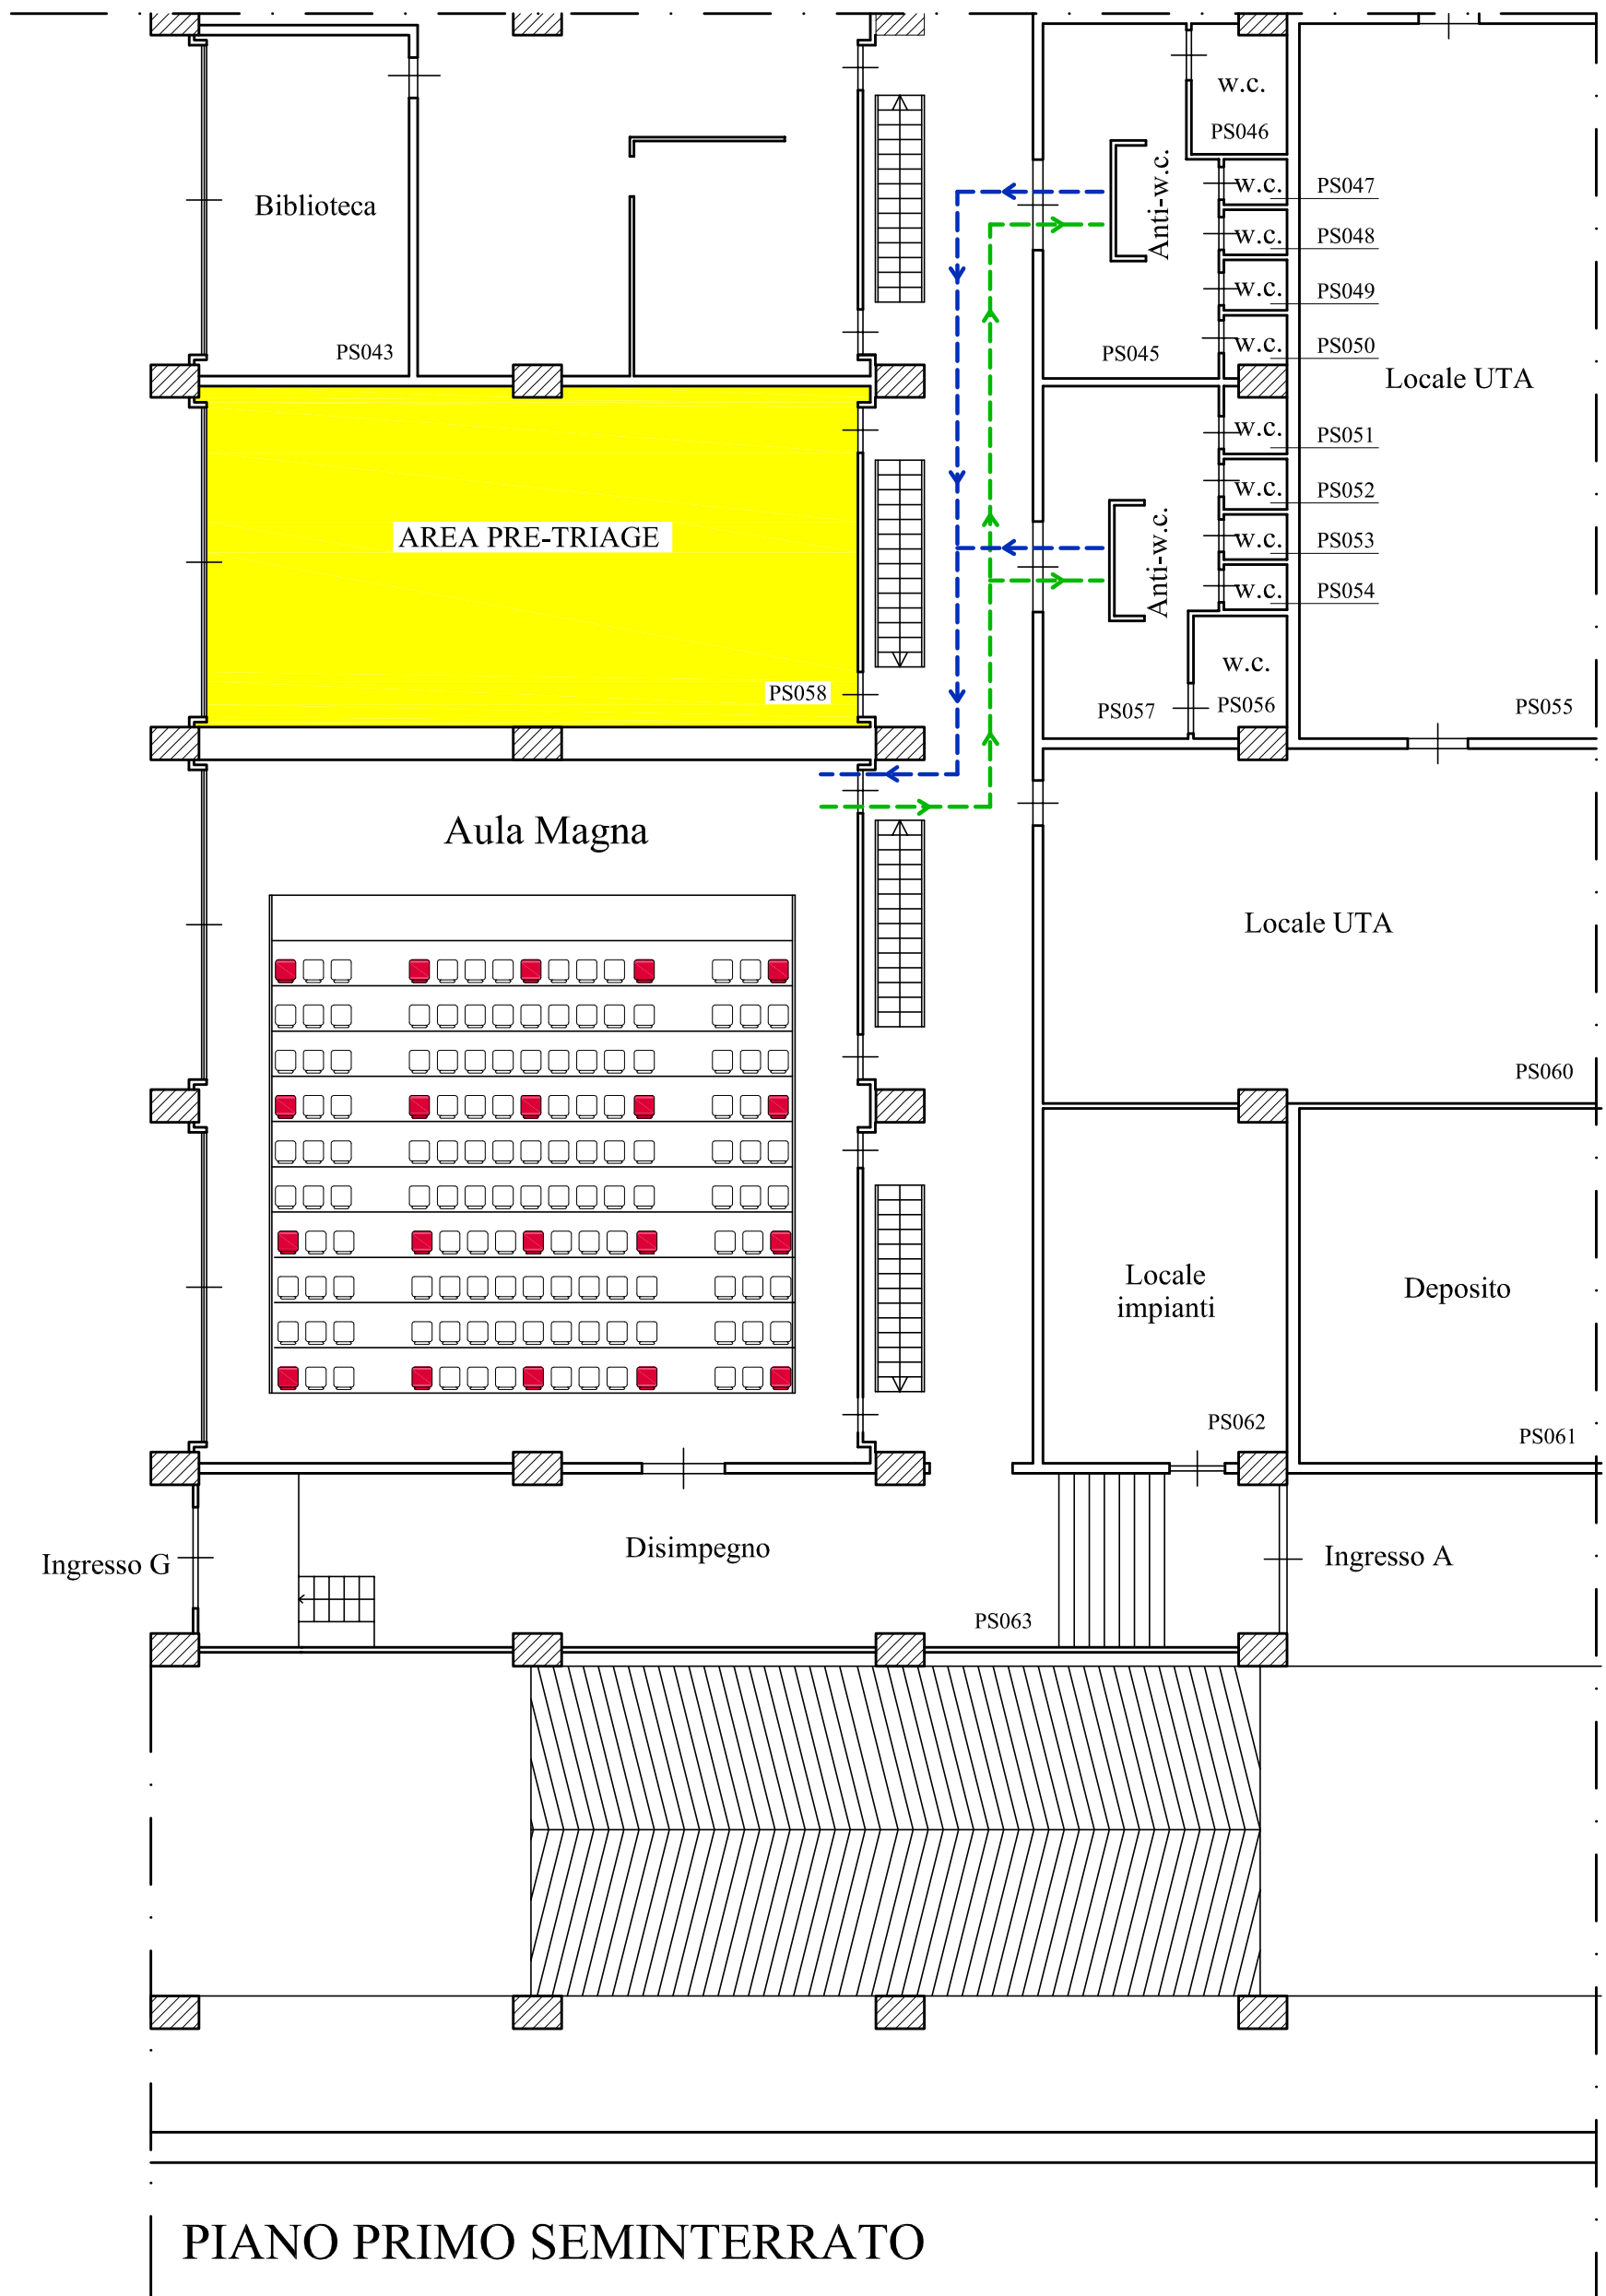 w.c.
PS046
Biblioteca
Anti-w.c.
w.c.
PS047
w.c.
PS048
w.c.
PS049
w.c.
PS050
PS043
PS045
Locale UTA
w.c.
PS051
w.c.
PS052
AREA PRE-TRIAGE
Anti-w.c.
w.c.
PS053
w.c.
PS054
w.c.
PS058
PS057
PS056
PS055
Aula Magna
Locale UTA
PS060
Locale
impianti
Deposito
PS062
PS061
Ingresso G
Disimpegno
Ingresso A
PS063
PIANO PRIMO SEMINTERRATO